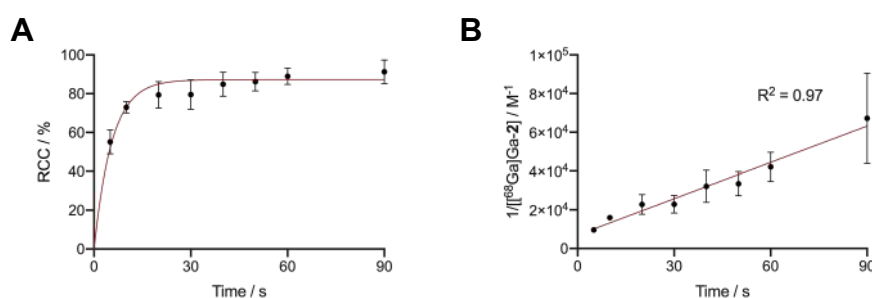 A
RCC / %
100
80
60
40
20
0
0 30 60 90
Time / s
B
1/[[⁶⁸Ga]Ga-2] / M⁻¹
1×10⁵
8×10⁴
6×10⁴
4×10⁴
2×10⁴
0
R² = 0.97
0 30 60 90
Time / s